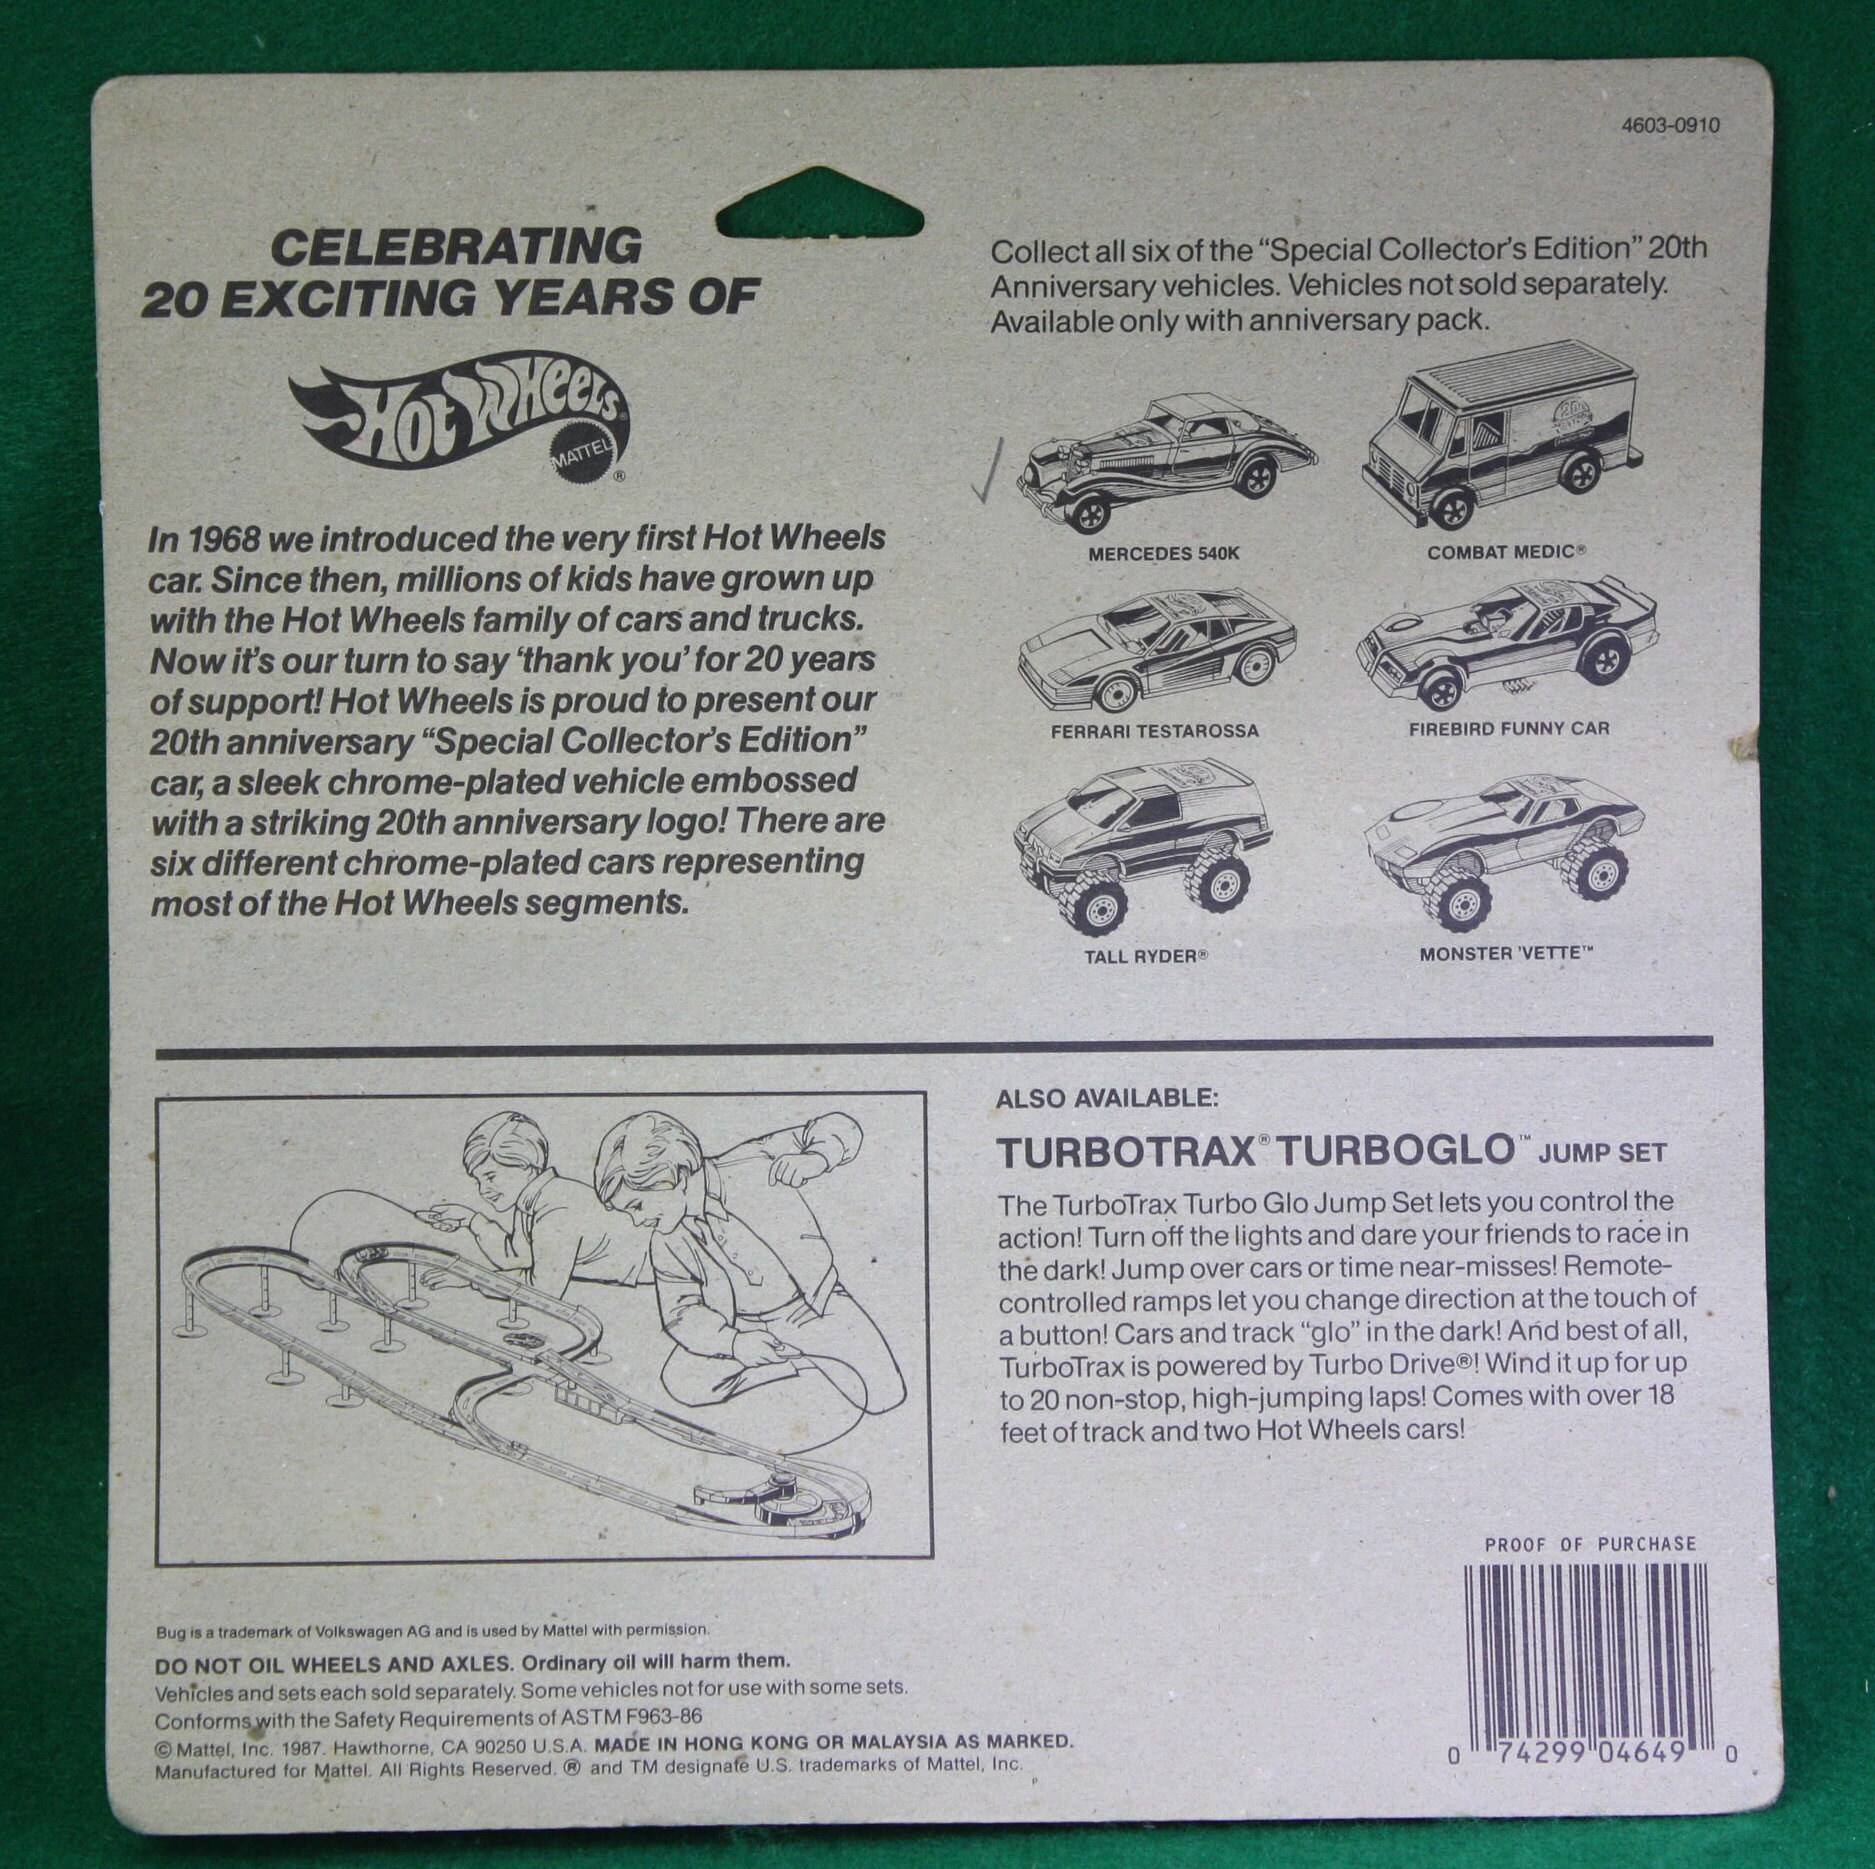 4603-0910
CELEBRATING
20 EXCITING YEARS OF
Hot Wheels
MATTEL
®
In 1968 we introduced the very first Hot Wheels
car. Since then, millions of kids have grown up
with the Hot Wheels family of cars and trucks.
Now it's our turn to say 'thank you' for 20 years
of support! Hot Wheels is proud to present our
20th anniversary “Special Collector's Edition”
car, a sleek chrome-plated vehicle embossed
with a striking 20th anniversary logo! There are
six different chrome-plated cars representing
most of the Hot Wheels segments.
Collect all six of the “Special Collector's Edition” 20th
Anniversary vehicles. Vehicles not sold separately.
Available only with anniversary pack.
MERCEDES 540K
COMBAT MEDIC®
FERRARI TESTAROSSA
FIREBIRD FUNNY CAR
TALL RYDER®
MONSTER 'VETTE™
ALSO AVAILABLE:
TURBOTRAX® TURBOGLO™ JUMP SET
The TurboTrax Turbo Glo Jump Set lets you control the
action! Turn off the lights and dare your friends to race in
the dark! Jump over cars or time near-misses! Remote-
controlled ramps let you change direction at the touch of
a button! Cars and track “glo” in the dark! And best of all,
TurboTrax is powered by Turbo Drive®! Wind it up for up
to 20 non-stop, high-jumping laps! Comes with over 18
feet of track and two Hot Wheels cars!
Bug is a trademark of Volkswagen AG and is used by Mattel with permission.
DO NOT OIL WHEELS AND AXLES. Ordinary oil will harm them.
Vehicles and sets each sold separately. Some vehicles not for use with some sets.
Conforms with the Safety Requirements of ASTM F963-86
© Mattel, Inc. 1987. Hawthorne, CA 90250 U.S.A. MADE IN HONG KONG OR MALAYSIA AS MARKED.
Manufactured for Mattel. All Rights Reserved. ® and TM designate U.S. trademarks of Mattel, Inc.
PROOF OF PURCHASE
0 74299 04649 0